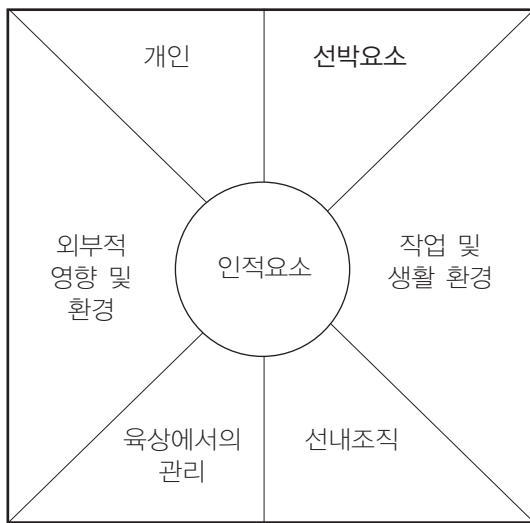 개인
선박요소
외부적
영향 및
환경
인적요소
작업 및
생활 환경
육상에서의
관리
선내조직